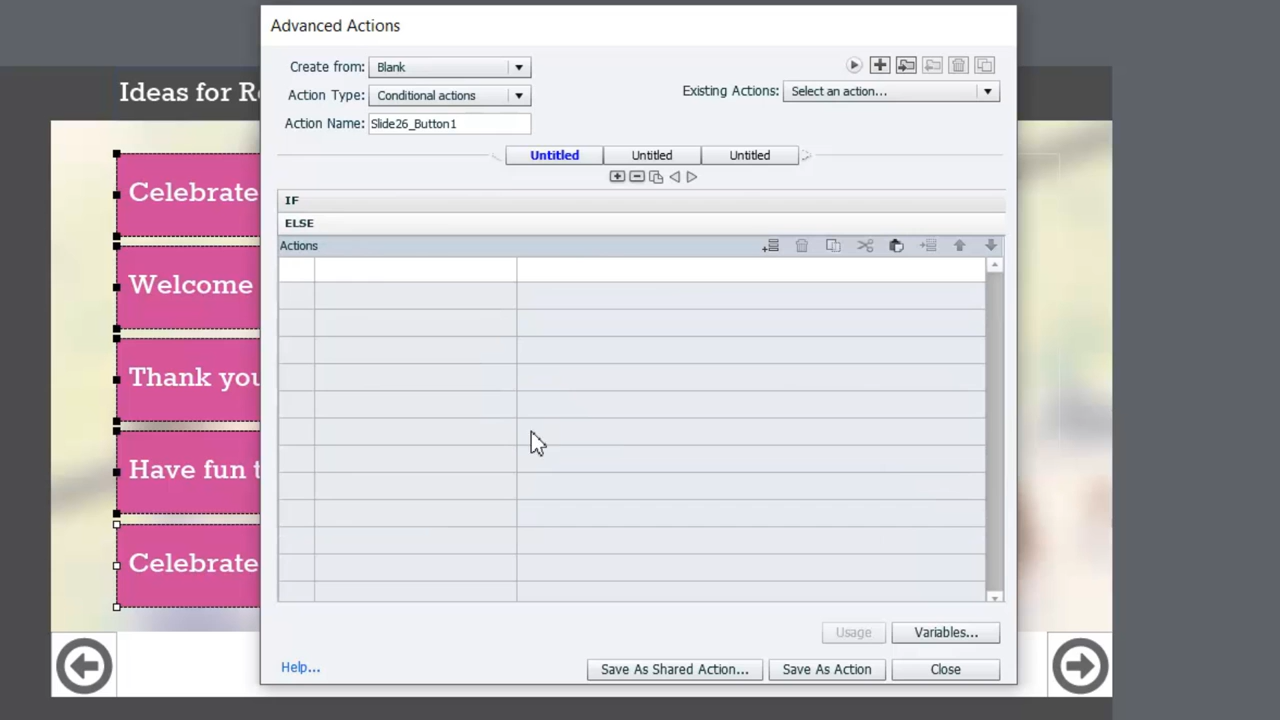 Advanced Actions
Create from: Blank
Action Type: Conditional actions
Existing Actions: Select an action...
Action Name: Slide26_Button1
Untitled Untitled Untitled
IF
ELSE
Actions
Usage Variables...
Help... Save As Shared Action... Save As Action Close
Ideas for R
Celebrate
Welcome
Thank you
Have fun t
Celebrate